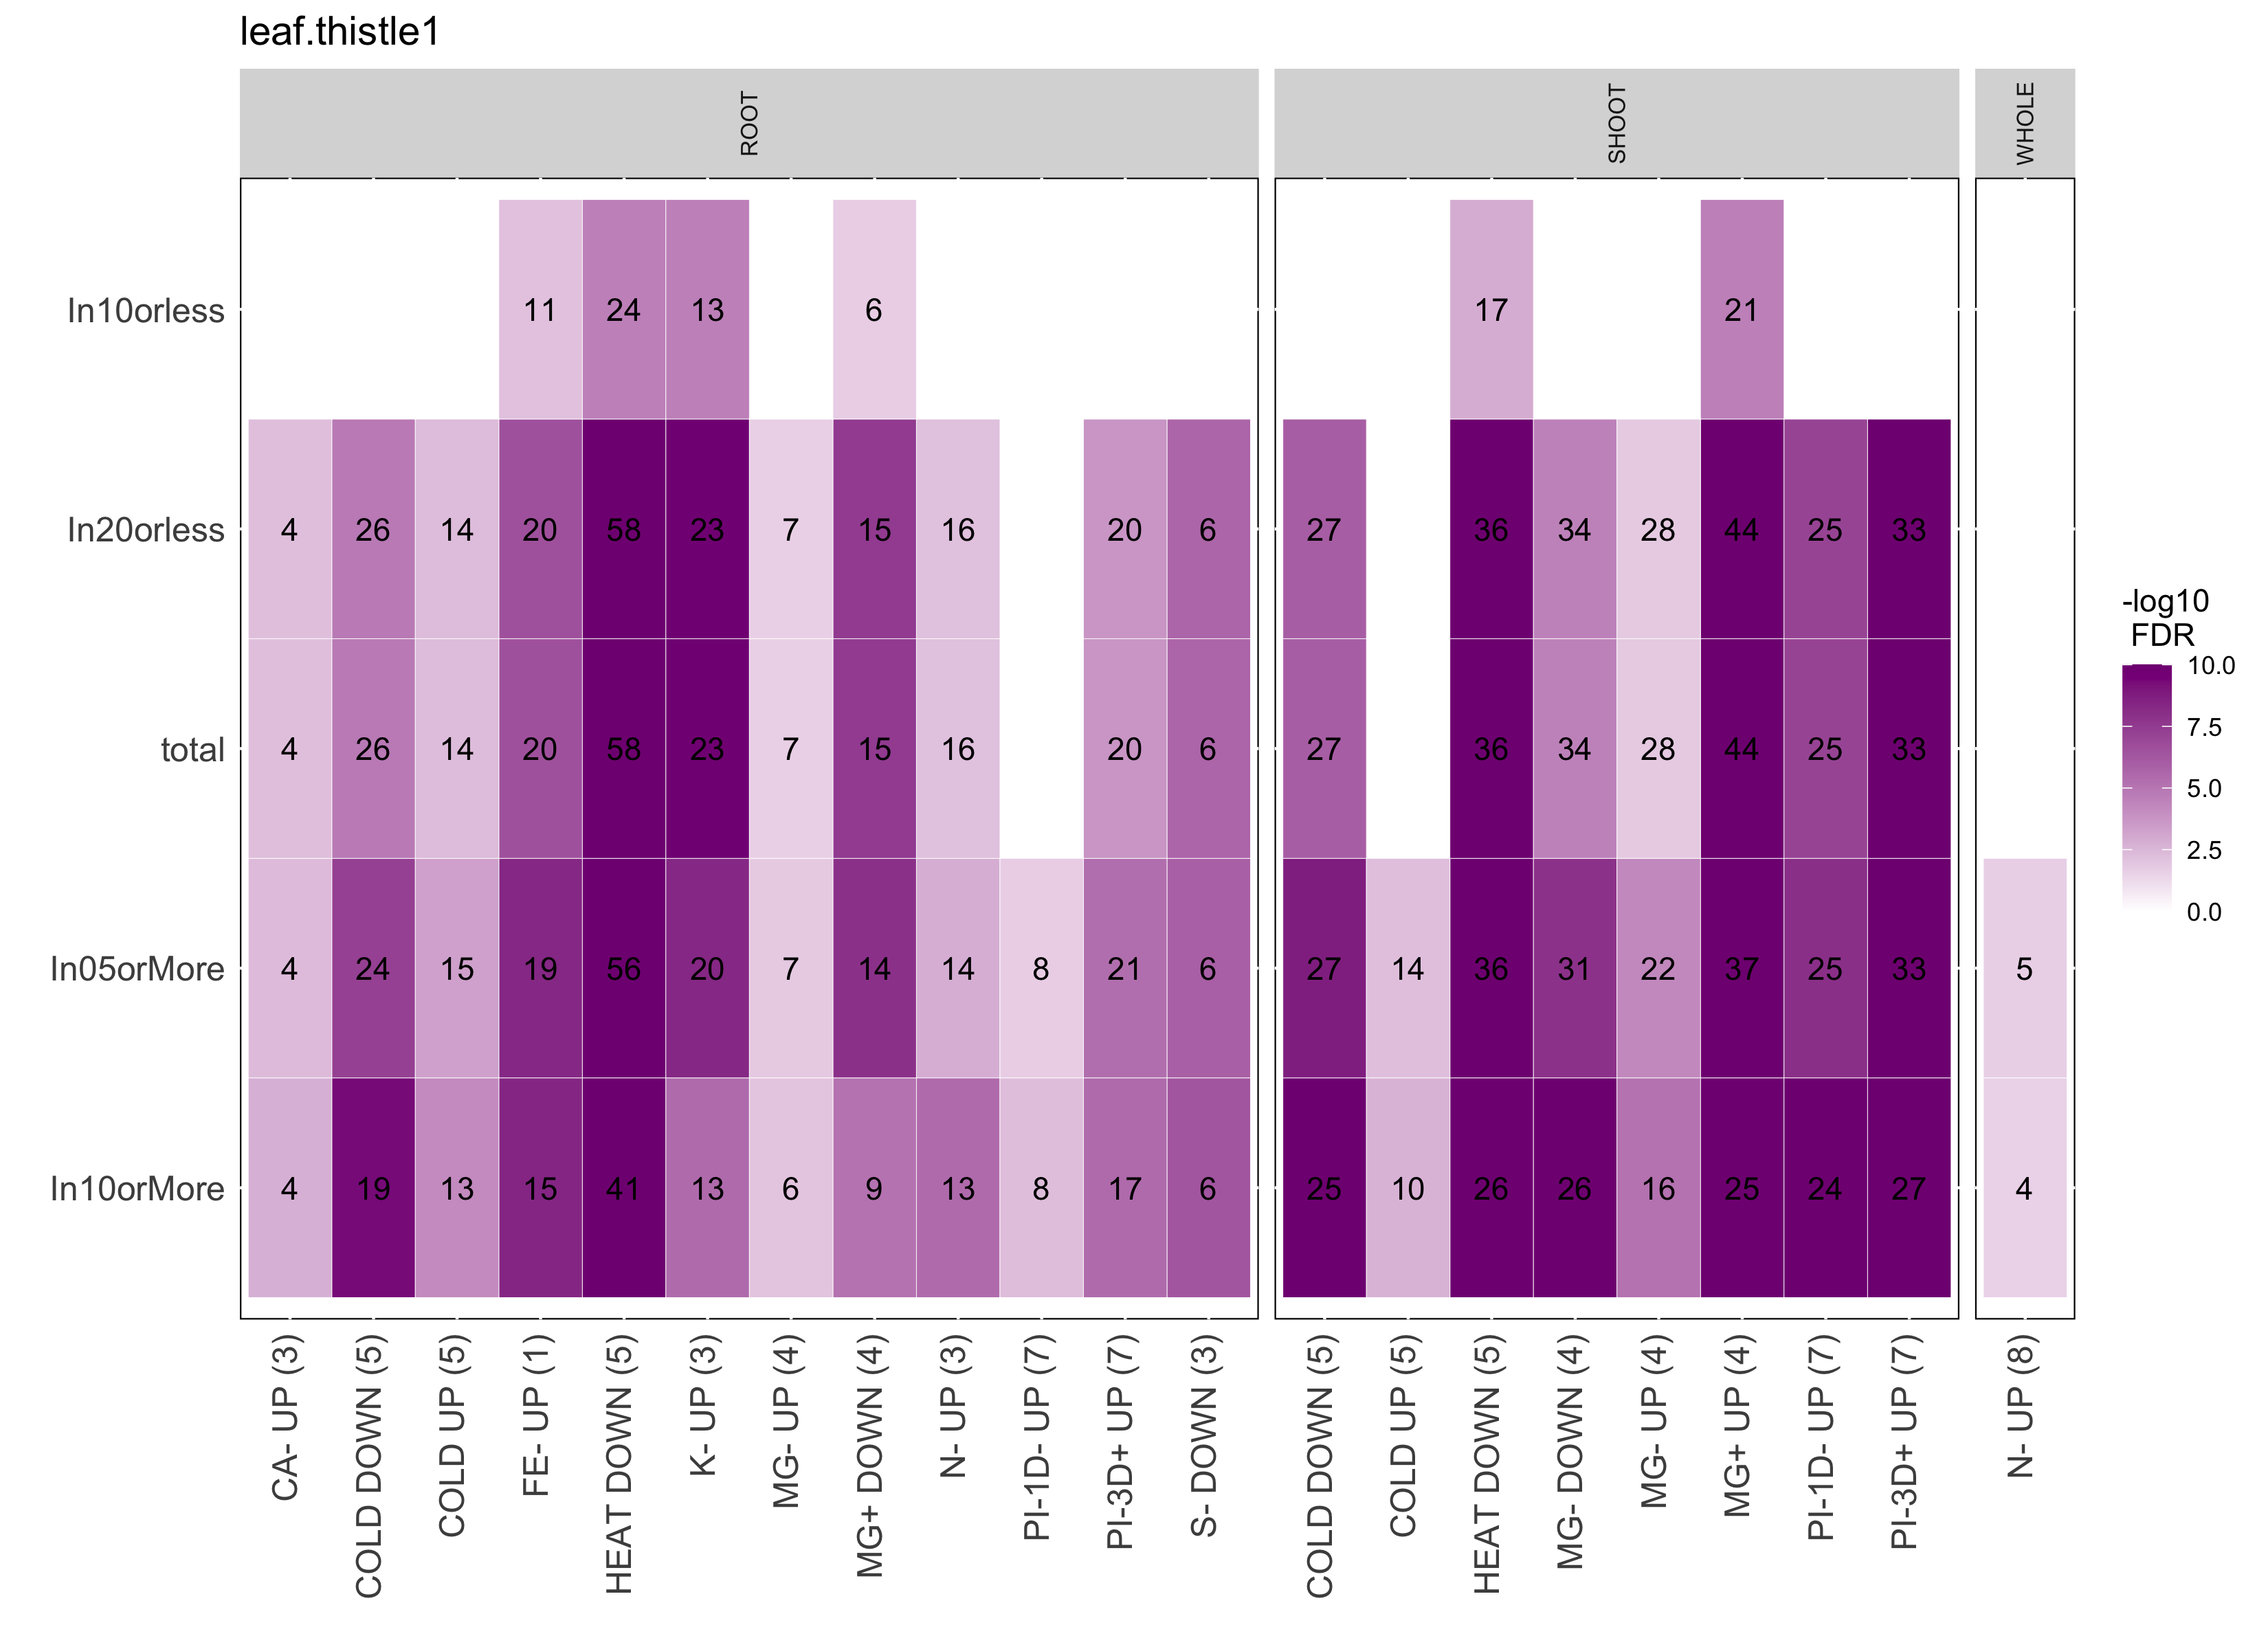 leaf.thistle1
ROOT
SHOOT
WHOLE
In10orless
11 24 13 6 17 21
In20orless
4 26 14 20 58 23 7 15 16 20 6 27 36 34 28 44 25 33
total
4 26 14 20 58 23 7 15 16 20 6 27 36 34 28 44 25 33
In05orMore
4 24 15 19 56 20 7 14 14 8 21 6 27 14 36 31 22 37 25 33 5
In10orMore
4 19 13 15 41 13 6 9 13 8 17 6 25 10 26 26 16 25 24 27 4
CA- UP (3)
COLD DOWN (5)
COLD UP (5)
FE- UP (1)
HEAT DOWN (5)
K- UP (3)
MG- UP (4)
MG+ DOWN (4)
N- UP (3)
PI-1D- UP (7)
PI-3D+ UP (7)
S- DOWN (3)
COLD DOWN (5)
COLD UP (5)
HEAT DOWN (5)
MG- DOWN (4)
MG- UP (4)
MG+ UP (4)
PI-1D- UP (7)
PI-3D+ UP (7)
N- UP (8)
-log10
FDR
10.0
7.5
5.0
2.5
0.0